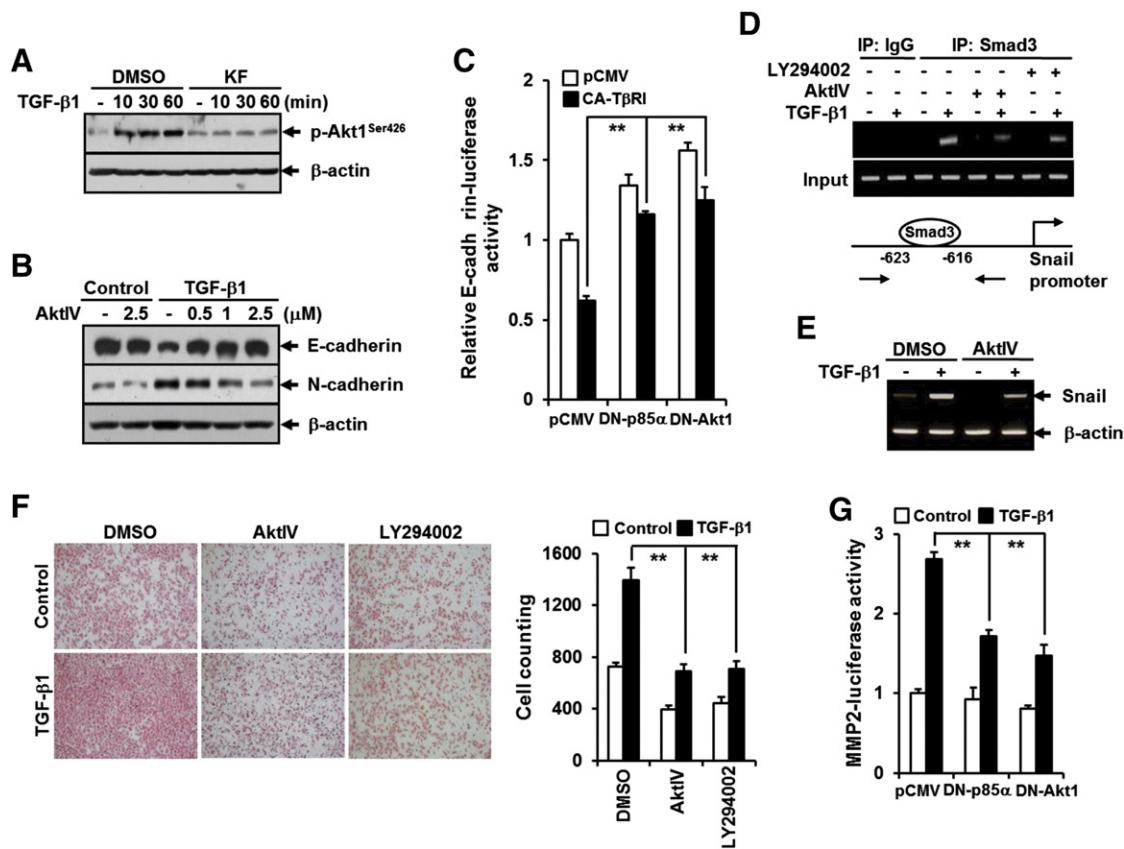 A
DMSO KF
TGF-β1 - 10 30 60 - 10 30 60 (min)
p-Akt1Ser426
β-actin
B
Control TGF-β1
AktIV - 2.5 - 0.5 1 2.5 (μM)
E-cadherin
N-cadherin
β-actin
C
pCMV
CA-TβRI
Relative E-cadh rin-luciferase
activity
2
1.5
1
0.5
0
** **
pCMV DN-p85α DN-Akt1
D
IP: IgG IP: Smad3
LY294002 - - - - - - + +
AktIV - - - - + + - -
TGF-β1 - + - + - + - +
Input
Smad3
-623 -616 Snail
promoter
E
DMSO AktIV
TGF-β1 - + - +
Snail
β-actin
F
DMSO AktIV LY294002
Control
TGF-β1
Control TGF-β1
Cell counting
1600
1200
800
400
0
** **
DMSO
AktIV
LY294002
G
Control TGF-β1
MMP2-luciferase activity
3
2
1
0
** **
pCMV DN-p85α DN-Akt1